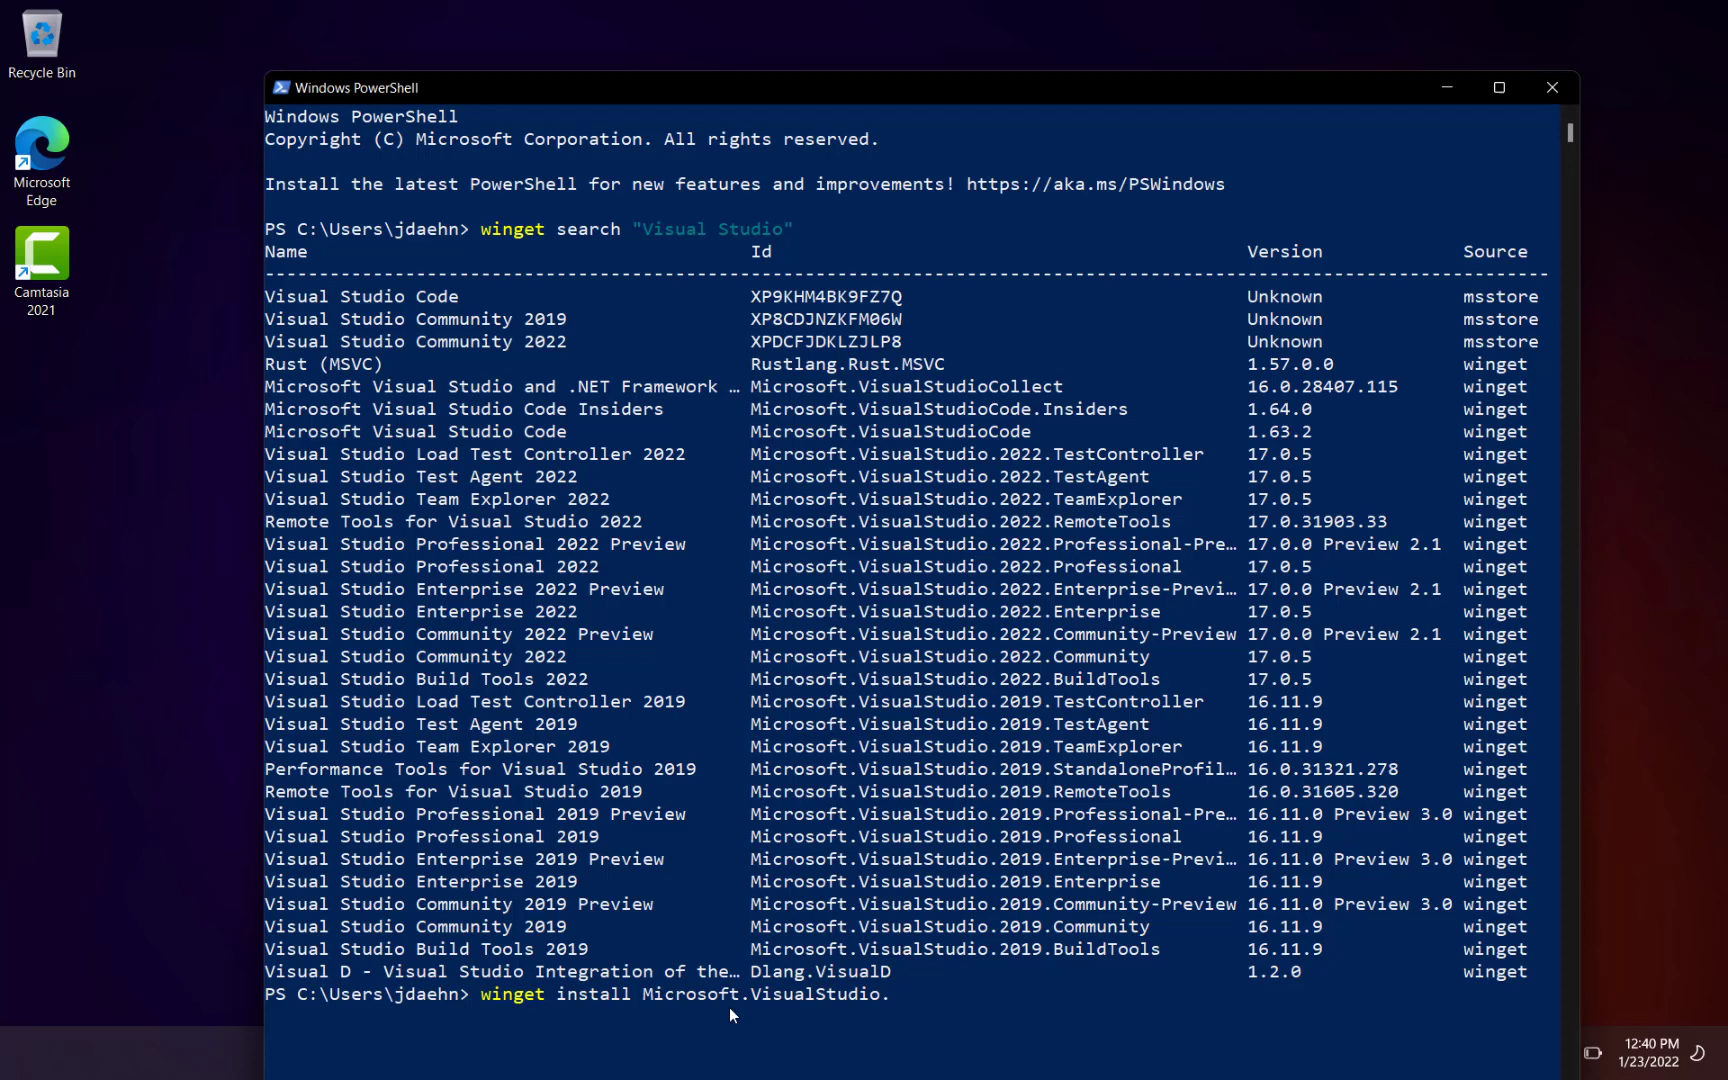 Recycle Bin
Microsoft
Edge
Camtasia
2021
Windows PowerShell
Windows PowerShell
Copyright (C) Microsoft Corporation. All rights reserved.
Install the latest PowerShell for new features and improvements! https://aka.ms/PSWindows
PS C:\Users\jdaehn> winget search "Visual Studio"
Name Id Version Source
--------------------------------------------------------------------------------------------------------------------
Visual Studio Code XP9KHM4BK9FZ7Q Unknown msstore
Visual Studio Community 2019 XP8CDJNZKFM06W Unknown msstore
Visual Studio Community 2022 XPDCFJDKLZJLP8 Unknown msstore
Rust (MSVC) Rustlang.Rust.MSVC 1.57.0.0 winget
Microsoft Visual Studio and .NET Framework … Microsoft.VisualStudioCollect 16.0.28407.115 winget
Microsoft Visual Studio Code Insiders Microsoft.VisualStudioCode.Insiders 1.64.0 winget
Microsoft Visual Studio Code Microsoft.VisualStudioCode 1.63.2 winget
Visual Studio Load Test Controller 2022 Microsoft.VisualStudio.2022.TestController 17.0.5 winget
Visual Studio Test Agent 2022 Microsoft.VisualStudio.2022.TestAgent 17.0.5 winget
Visual Studio Team Explorer 2022 Microsoft.VisualStudio.2022.TeamExplorer 17.0.5 winget
Remote Tools for Visual Studio 2022 Microsoft.VisualStudio.2022.RemoteTools 17.0.31903.33 winget
Visual Studio Professional 2022 Preview Microsoft.VisualStudio.2022.Professional-Pre… 17.0.0 Preview 2.1 winget
Visual Studio Professional 2022 Microsoft.VisualStudio.2022.Professional 17.0.5 winget
Visual Studio Enterprise 2022 Preview Microsoft.VisualStudio.2022.Enterprise-Previ… 17.0.0 Preview 2.1 winget
Visual Studio Enterprise 2022 Microsoft.VisualStudio.2022.Enterprise 17.0.5 winget
Visual Studio Community 2022 Preview Microsoft.VisualStudio.2022.Community-Preview 17.0.0 Preview 2.1 winget
Visual Studio Community 2022 Microsoft.VisualStudio.2022.Community 17.0.5 winget
Visual Studio Build Tools 2022 Microsoft.VisualStudio.2022.BuildTools 17.0.5 winget
Visual Studio Load Test Controller 2019 Microsoft.VisualStudio.2019.TestController 16.11.9 winget
Visual Studio Test Agent 2019 Microsoft.VisualStudio.2019.TestAgent 16.11.9 winget
Visual Studio Team Explorer 2019 Microsoft.VisualStudio.2019.TeamExplorer 16.11.9 winget
Performance Tools for Visual Studio 2019 Microsoft.VisualStudio.2019.StandaloneProfil… 16.0.31321.278 winget
Remote Tools for Visual Studio 2019 Microsoft.VisualStudio.2019.RemoteTools 16.0.31605.320 winget
Visual Studio Professional 2019 Preview Microsoft.VisualStudio.2019.Professional-Pre… 16.11.0 Preview 3.0 winget
Visual Studio Professional 2019 Microsoft.VisualStudio.2019.Professional 16.11.9 winget
Visual Studio Enterprise 2019 Preview Microsoft.VisualStudio.2019.Enterprise-Previ… 16.11.0 Preview 3.0 winget
Visual Studio Enterprise 2019 Microsoft.VisualStudio.2019.Enterprise 16.11.9 winget
Visual Studio Community 2019 Preview Microsoft.VisualStudio.2019.Community-Preview 16.11.0 Preview 3.0 winget
Visual Studio Community 2019 Microsoft.VisualStudio.2019.Community 16.11.9 winget
Visual Studio Build Tools 2019 Microsoft.VisualStudio.2019.BuildTools 16.11.9 winget
Visual D - Visual Studio Integration of the… Dlang.VisualD 1.2.0 winget
PS C:\Users\jdaehn> winget install Microsoft.VisualStudio.
12:40 PM
1/23/2022